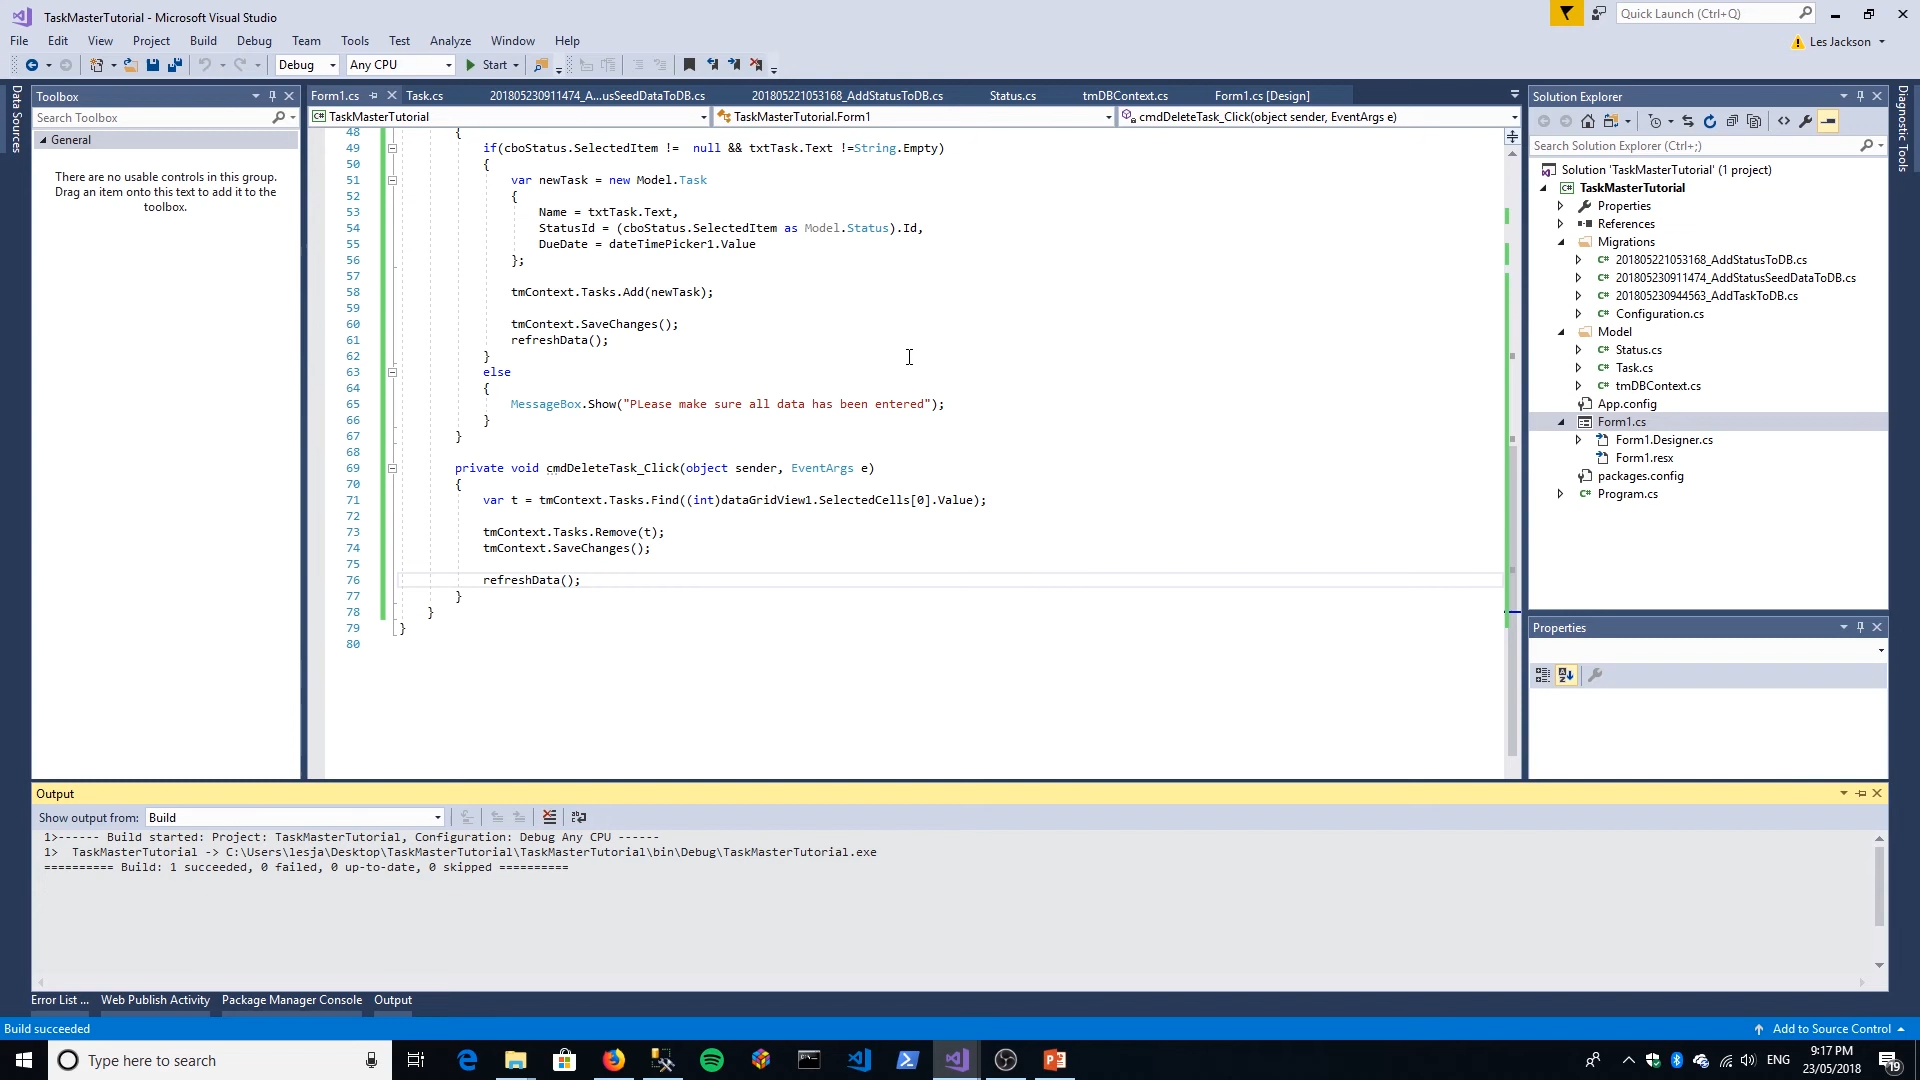 TaskMasterTutorial - Microsoft Visual Studio
Quick Launch (Ctrl+Q)
File Edit View Project Build Debug Team Tools Test Analyze Window Help
Les Jackson
Debug Any CPU Start
Data Sources
Toolbox
Search Toolbox
General
There are no usable controls in this group.
Drag an item onto this text to add it to the
toolbox.
Form1.cs Task.cs 201805230911474_A...usSeedDataToDB.cs 201805221053168_AddStatusToDB.cs Status.cs tmDBContext.cs Form1.cs [Design]
TaskMasterTutorial TaskMasterTutorial.Form1 cmdDeleteTask_Click(object sender, EventArgs e)
48 {
49 if(cboStatus.SelectedItem !=  null && txtTask.Text !=String.Empty)
50 {
51 var newTask = new Model.Task
52 {
53 Name = txtTask.Text,
54 StatusId = (cboStatus.SelectedItem as Model.Status).Id,
55 DueDate = dateTimePicker1.Value
56 };
57
58 tmContext.Tasks.Add(newTask);
59
60 tmContext.SaveChanges();
61 refreshData();
62 }
63 else
64 {
65 MessageBox.Show("PLease make sure all data has been entered");
66 }
67 }
68
69 private void cmdDeleteTask_Click(object sender, EventArgs e)
70 {
71 var t = tmContext.Tasks.Find((int)dataGridView1.SelectedCells[0].Value);
72
73 tmContext.Tasks.Remove(t);
74 tmContext.SaveChanges();
75
76 refreshData();
77 }
78 }
79 }
80
Solution Explorer
Search Solution Explorer (Ctrl+;)
Solution 'TaskMasterTutorial' (1 project)
TaskMasterTutorial
Properties
References
Migrations
201805221053168_AddStatusToDB.cs
201805230911474_AddStatusSeedDataToDB.cs
201805230944563_AddTaskToDB.cs
Configuration.cs
Model
Status.cs
Task.cs
tmDBContext.cs
App.config
Form1.cs
Form1.Designer.cs
Form1.resx
packages.config
Program.cs
Properties
Diagnostic Tools
Output
Show output from: Build
1>------ Build started: Project: TaskMasterTutorial, Configuration: Debug Any CPU ------
1>  TaskMasterTutorial -> C:\Users\lesja\Desktop\TaskMasterTutorial\TaskMasterTutorial\bin\Debug\TaskMasterTutorial.exe
========== Build: 1 succeeded, 0 failed, 0 up-to-date, 0 skipped ==========
Error List ... Web Publish Activity Package Manager Console Output
Build succeeded
Add to Source Control
Type here to search
ENG
9:17 PM
23/05/2018
19